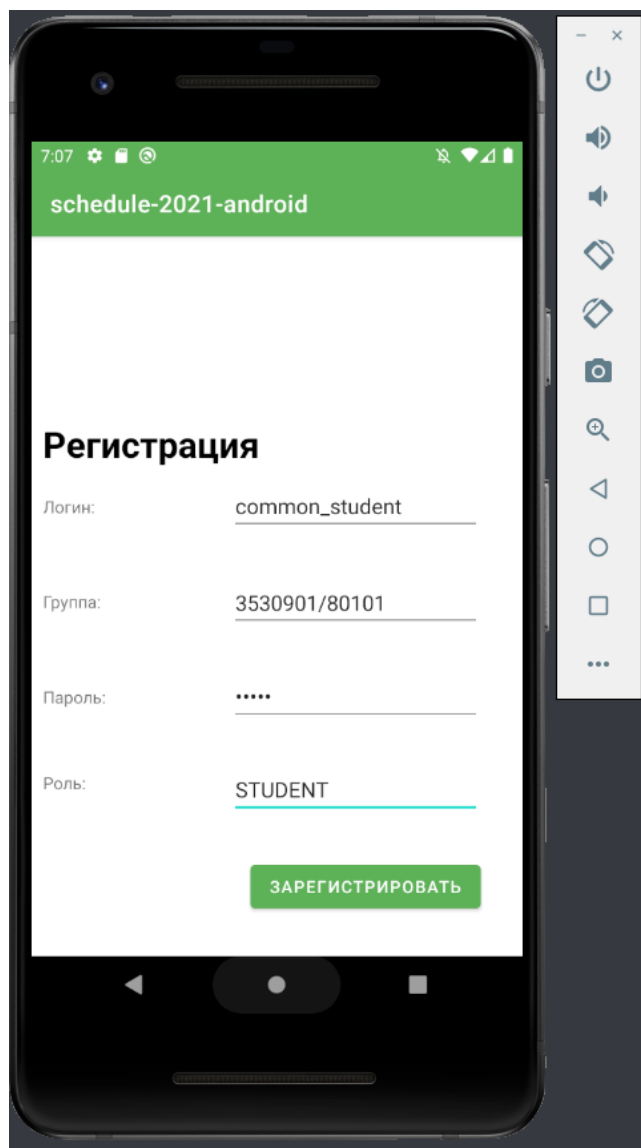 7:07
schedule-2021-android
Регистрация
Логин: common_student
Группа: 3530901/80101
Пароль: •••••
Роль: STUDENT
ЗАРЕГИСТРИРОВАТЬ